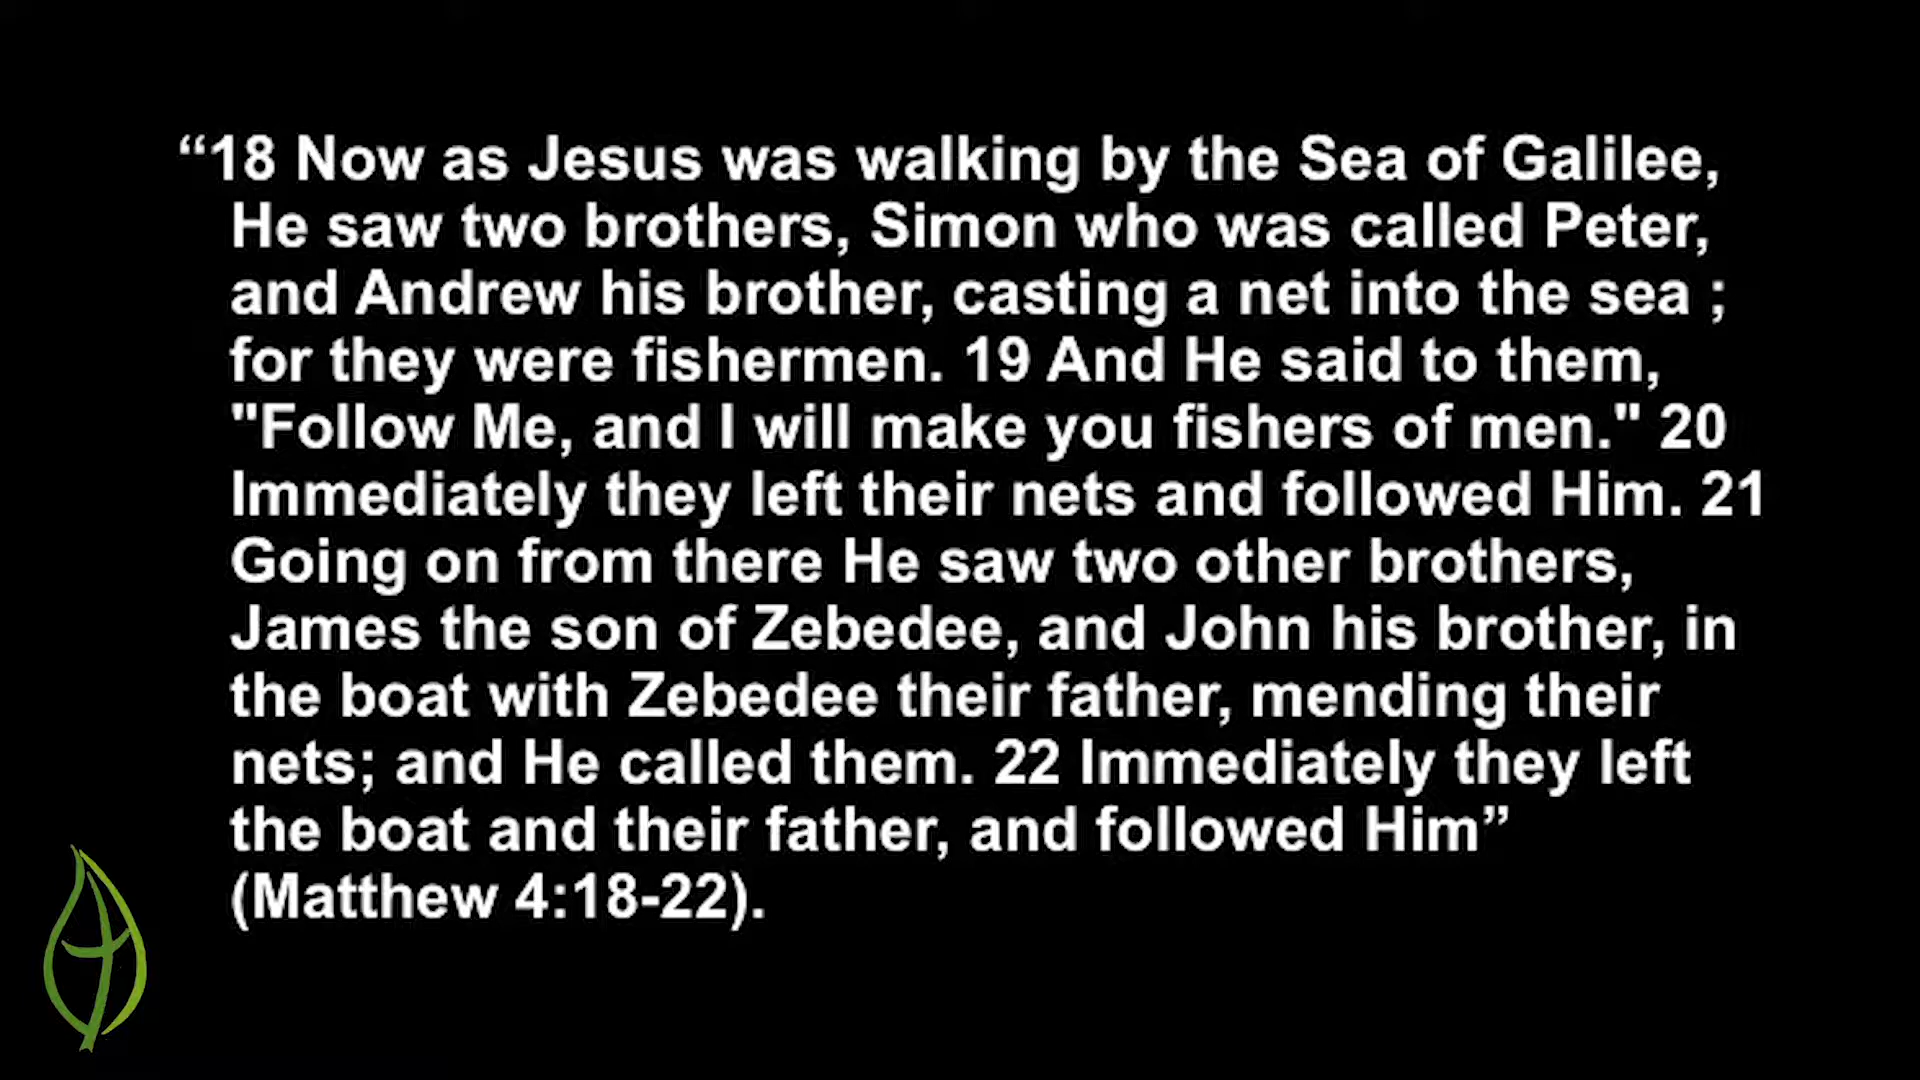 “18 Now as Jesus was walking by the Sea of Galilee,
He saw two brothers, Simon who was called Peter,
and Andrew his brother, casting a net into the sea ;
for they were fishermen. 19 And He said to them,
"Follow Me, and I will make you fishers of men." 20
Immediately they left their nets and followed Him. 21
Going on from there He saw two other brothers,
James the son of Zebedee, and John his brother, in
the boat with Zebedee their father, mending their
nets; and He called them. 22 Immediately they left
the boat and their father, and followed Him”
(Matthew 4:18-22).